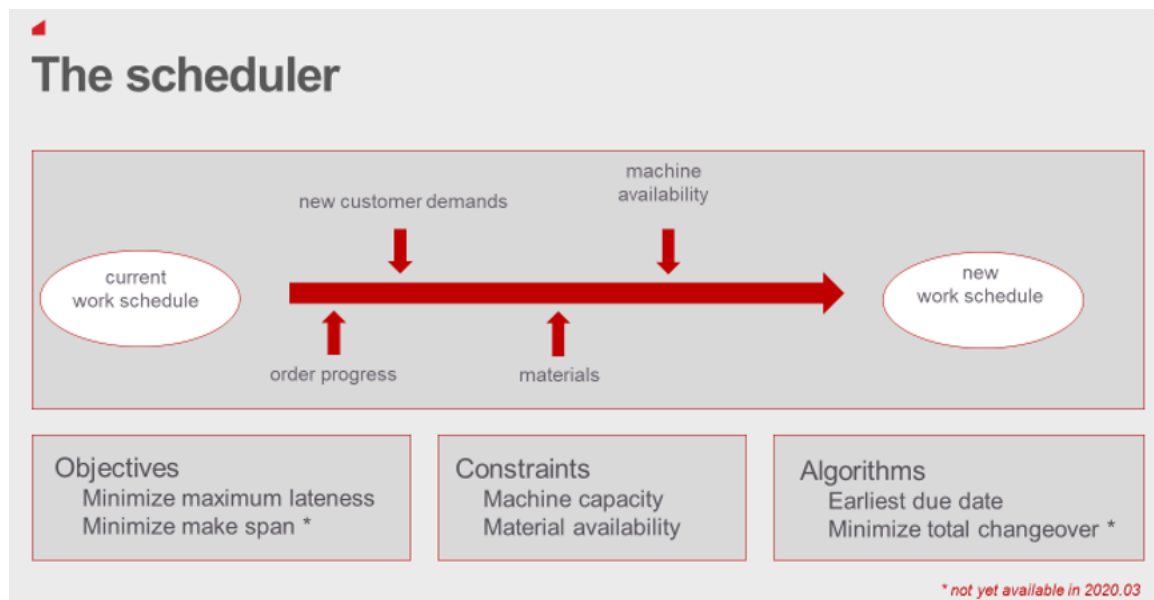 The scheduler
machine
availability
new customer demands
current
work schedule
new
work schedule
order progress
materials
Objectives
Minimize maximum lateness
Minimize make span *
Constraints
Machine capacity
Material availability
Algorithms
Earliest due date
Minimize total changeover *
* not yet available in 2020.03